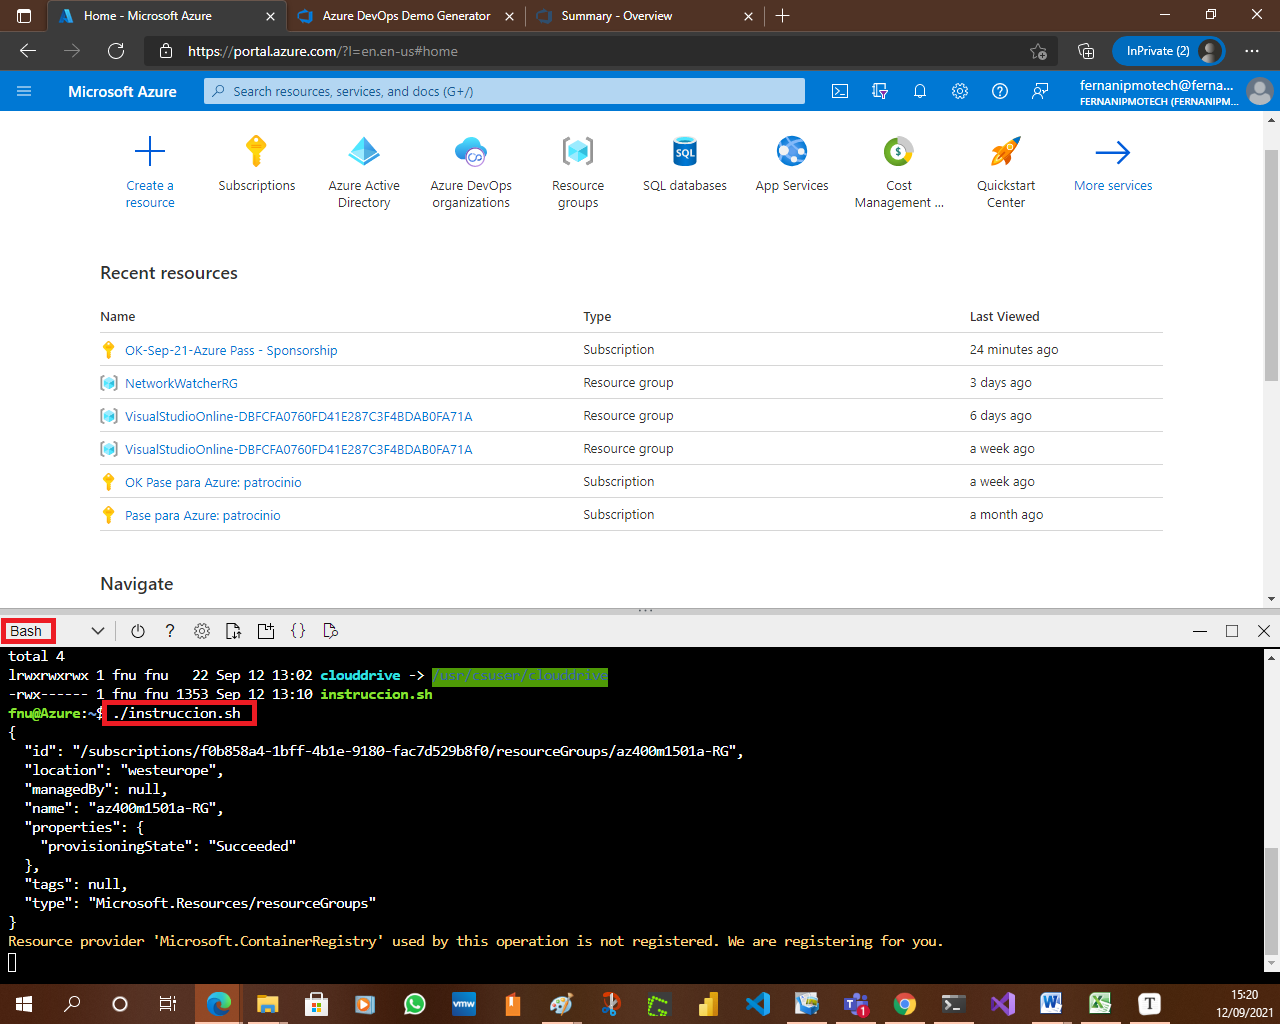 Home - Microsoft Azure
Azure DevOps Demo Generator
Summary - Overview
https://portal.azure.com/?l=en.en-us#home
InPrivate (2)
Microsoft Azure
Search resources, services, and docs (G+/)
fernanipmotech@ferna...
FERNANIPMOTECH (FERNANIPM...
Create a resource
Subscriptions
Azure Active Directory
Azure DevOps organizations
Resource groups
SQL
SQL databases
App Services
$
Cost Management ...
Quickstart Center
More services
Recent resources
Name Type Last Viewed
OK-Sep-21-Azure Pass - Sponsorship Subscription 24 minutes ago
NetworkWatcherRG Resource group 3 days ago
VisualStudioOnline-DBFCFA0760FD41E287C3F4BDAB0FA71A Resource group 6 days ago
VisualStudioOnline-DBFCFA0760FD41E287C3F4BDAB0FA71A Resource group a week ago
OK Pase para Azure: patrocinio Subscription a week ago
Pase para Azure: patrocinio Subscription a month ago
Navigate
Bash
total 4
lrwxrwxrwx 1 fnu fnu   22 Sep 12 13:02 clouddrive -> /usr/csuser/clouddrive
-rwx------ 1 fnu fnu 1353 Sep 12 13:10 instruccion.sh
fnu@Azure:~$ ./instruccion.sh
{
  "id": "/subscriptions/f0b858a4-1bff-4b1e-9180-fac7d529b8f0/resourceGroups/az400m1501a-RG",
  "location": "westeurope",
  "managedBy": null,
  "name": "az400m1501a-RG",
  "properties": {
    "provisioningState": "Succeeded"
  },
  "tags": null,
  "type": "Microsoft.Resources/resourceGroups"
}
Resource provider 'Microsoft.ContainerRegistry' used by this operation is not registered. We are registering for you.
vmw
1
T
15:20
12/09/2021